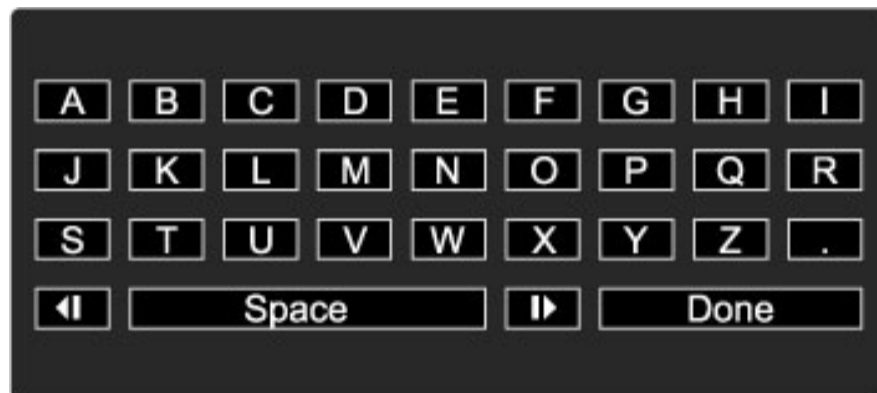 A B C D E F G H I
J K L M N O P Q R
S T U V W X Y Z .
Space Done